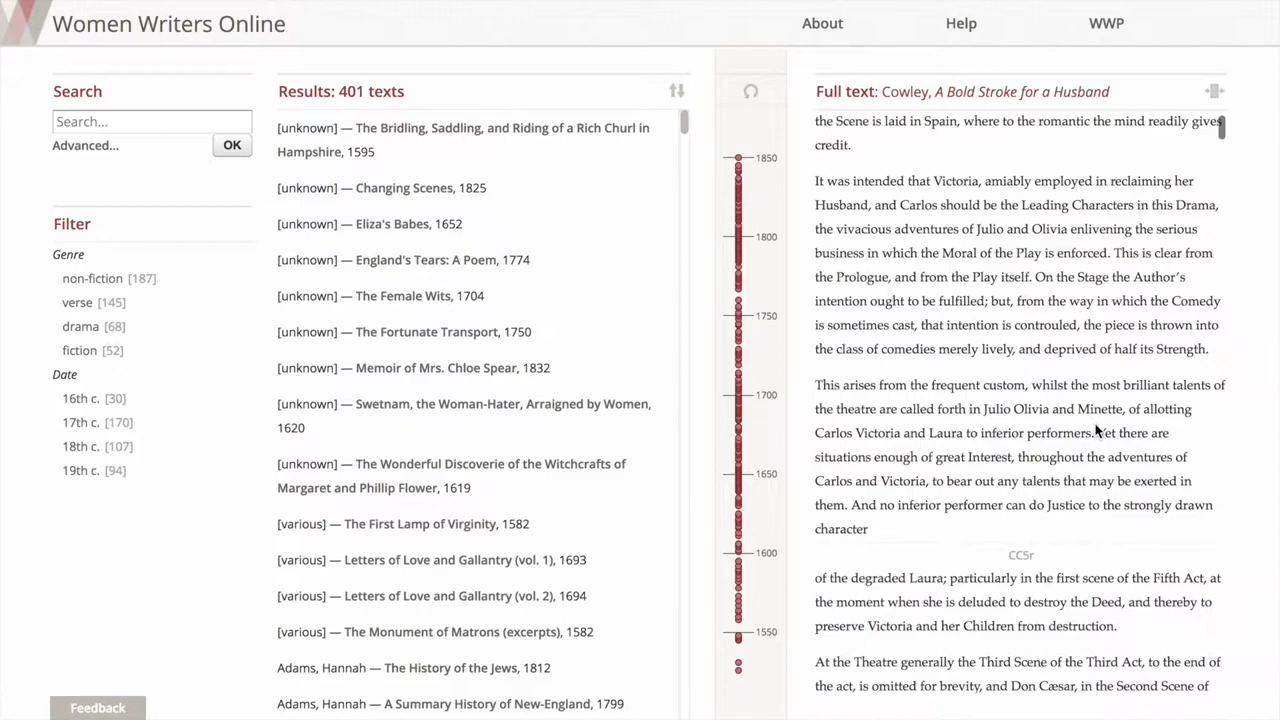 Women Writers Online
About
Help
WWP
Search
Search...
Advanced...
OK
Filter
Genre
non-fiction [187]
verse [145]
drama [68]
fiction [52]
Date
16th c. [30]
17th c. [170]
18th c. [107]
19th c. [94]
Feedback
Results: 401 texts
[unknown] — The Bridling, Saddling, and Riding of a Rich Churl in
Hampshire, 1595
[unknown] — Changing Scenes, 1825
[unknown] — Eliza's Babes, 1652
[unknown] — England's Tears: A Poem, 1774
[unknown] — The Female Wits, 1704
[unknown] — The Fortunate Transport, 1750
[unknown] — Memoir of Mrs. Chloe Spear, 1832
[unknown] — Swetnam, the Woman-Hater, Arraigned by Women,
1620
[unknown] — The Wonderful Discoverie of the Witchcrafts of
Margaret and Phillip Flower, 1619
[various] — The First Lamp of Virginity, 1582
[various] — Letters of Love and Gallantry (vol. 1), 1693
[various] — Letters of Love and Gallantry (vol. 2), 1694
[various] — The Monument of Matrons (excerpts), 1582
Adams, Hannah — The History of the Jews, 1812
Adams, Hannah — A Summary History of New-England, 1799
1850
1800
1750
1700
1650
1600
1550
Full text: Cowley, A Bold Stroke for a Husband
the Scene is laid in Spain, where to the romantic the mind readily gives
credit.
It was intended that Victoria, amiably employed in reclaiming her
Husband, and Carlos should be the Leading Characters in this Drama,
the vivacious adventures of Julio and Olivia enlivening the serious
business in which the Moral of the Play is enforced. This is clear from
the Prologue, and from the Play itself. On the Stage the Author's
intention ought to be fulfilled; but, from the way in which the Comedy
is sometimes cast, that intention is controuled, the piece is thrown into
the class of comedies merely lively, and deprived of half its Strength.
This arises from the frequent custom, whilst the most brilliant talents of
the theatre are called forth in Julio Olivia and Minette, of allotting
Carlos Victoria and Laura to inferior performers. Yet there are
situations enough of great Interest, throughout the adventures of
Carlos and Victoria, to bear out any talents that may be exerted in
them. And no inferior performer can do Justice to the strongly drawn
character
CC5r
of the degraded Laura; particularly in the first scene of the Fifth Act, at
the moment when she is deluded to destroy the Deed, and thereby to
preserve Victoria and her Children from destruction.
At the Theatre generally the Third Scene of the Third Act, to the end of
the act, is omitted for brevity, and Don Cæsar, in the Second Scene of